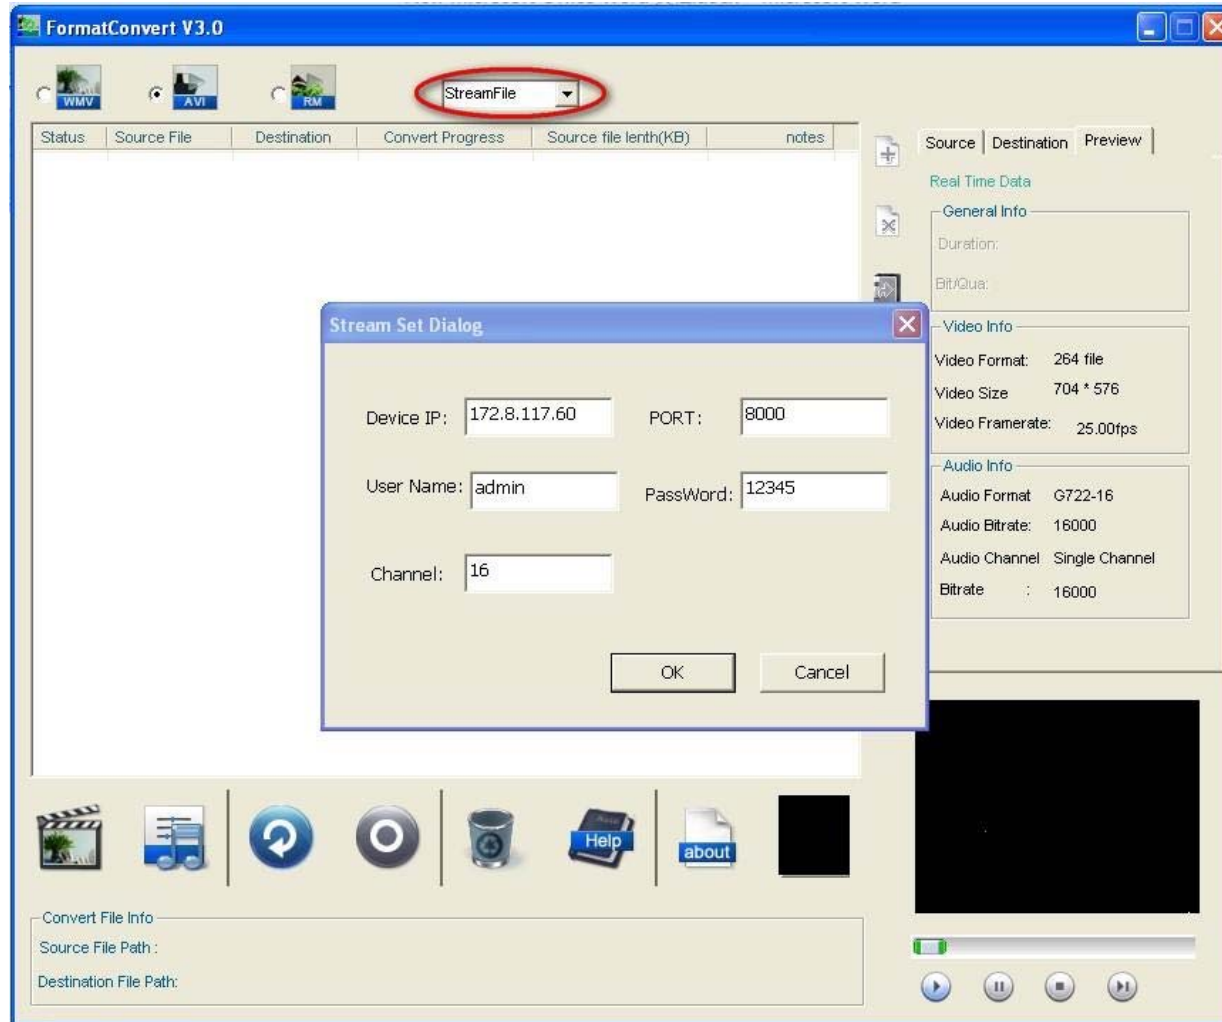 FormatConvert V3.0
WMV AVI RM StreamFile
Status Source File Destination Convert Progress Source file lenth(KB) notes
Source Destination Preview
Real Time Data
General Info
Duration:
Bit/Qua:
Video Info
Video Format: 264 file
Video Size 704 * 576
Video Framerate: 25.00fps
Audio Info
Audio Format G722-16
Audio Bitrate: 16000
Audio Channel Single Channel
Bitrate : 16000
Stream Set Dialog
Device IP: 172.8.117.60 PORT: 8000
User Name: admin PassWord: 12345
Channel: 16
OK Cancel
Help about
Convert File Info
Source File Path :
Destination File Path: